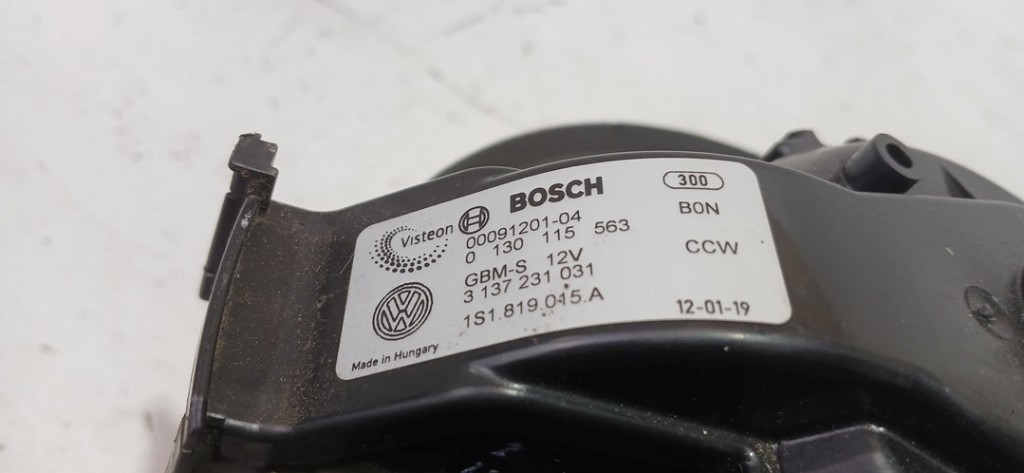 Visteon
BOSCH
300
00091201-04
B0N
0 130 115 563
GBM-S 12V
CCW
3 137 231 031
1S1.819.015.A
12-01-19
Made in Hungary